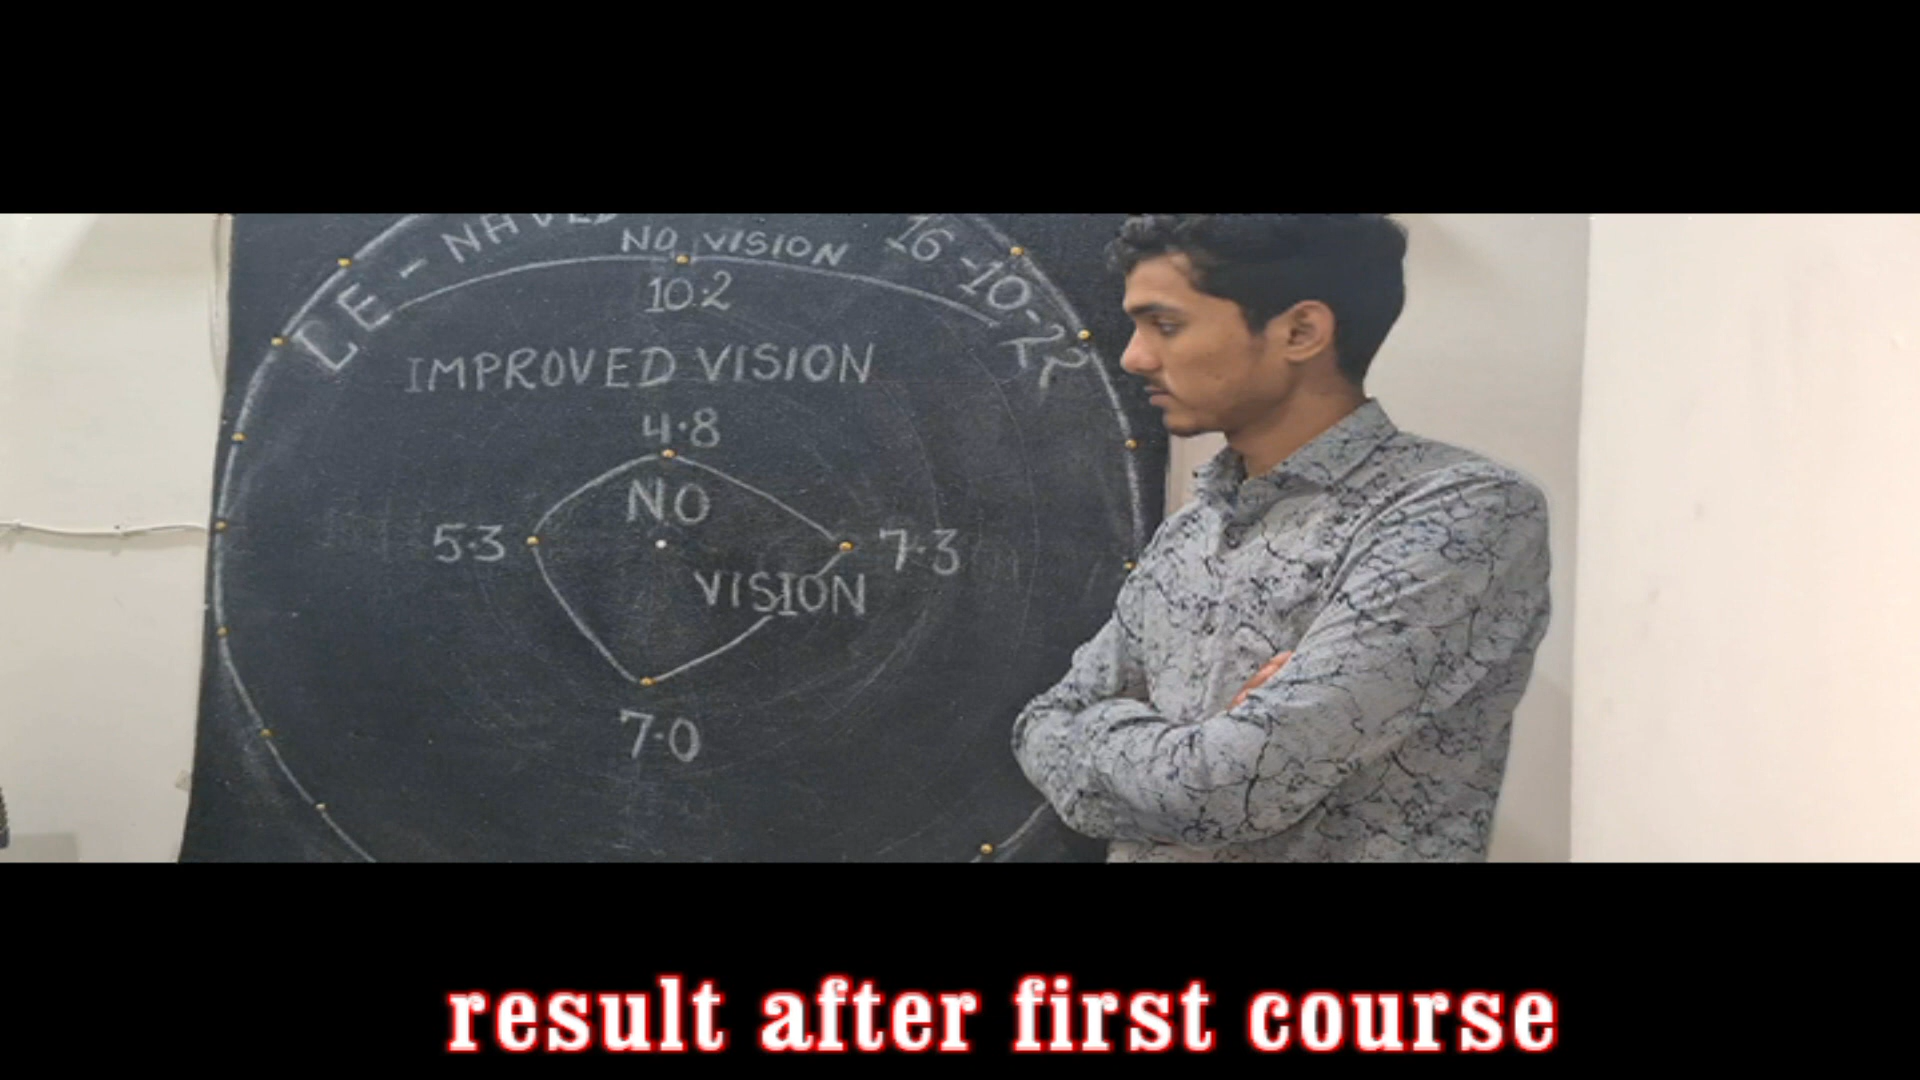 LE - NAVED
16-10-22
NO VISION
10.2
IMPROVED VISION
4.8
NO
5.3
7.3
VISION
7.0
result after first course